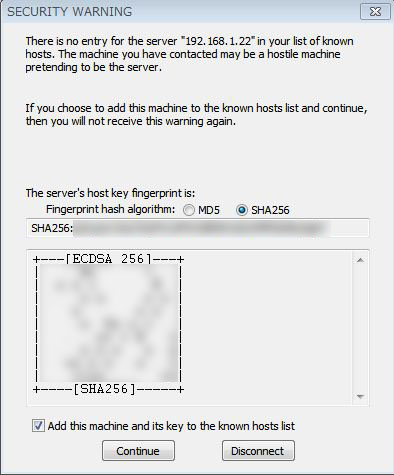 SECURITY WARNING
There is no entry for the server "192.168.1.22" in your list of known
hosts. The machine you have contacted may be a hostile machine
pretending to be the server.
If you choose to add this machine to the known hosts list and continue,
then you will not receive this warning again.
The server's host key fingerprint is:
Fingerprint hash algorithm: MD5 SHA256
SHA256:
+---[ECDSA 256]---+
+----[SHA256]-----+
Add this machine and its key to the known hosts list
Continue Disconnect